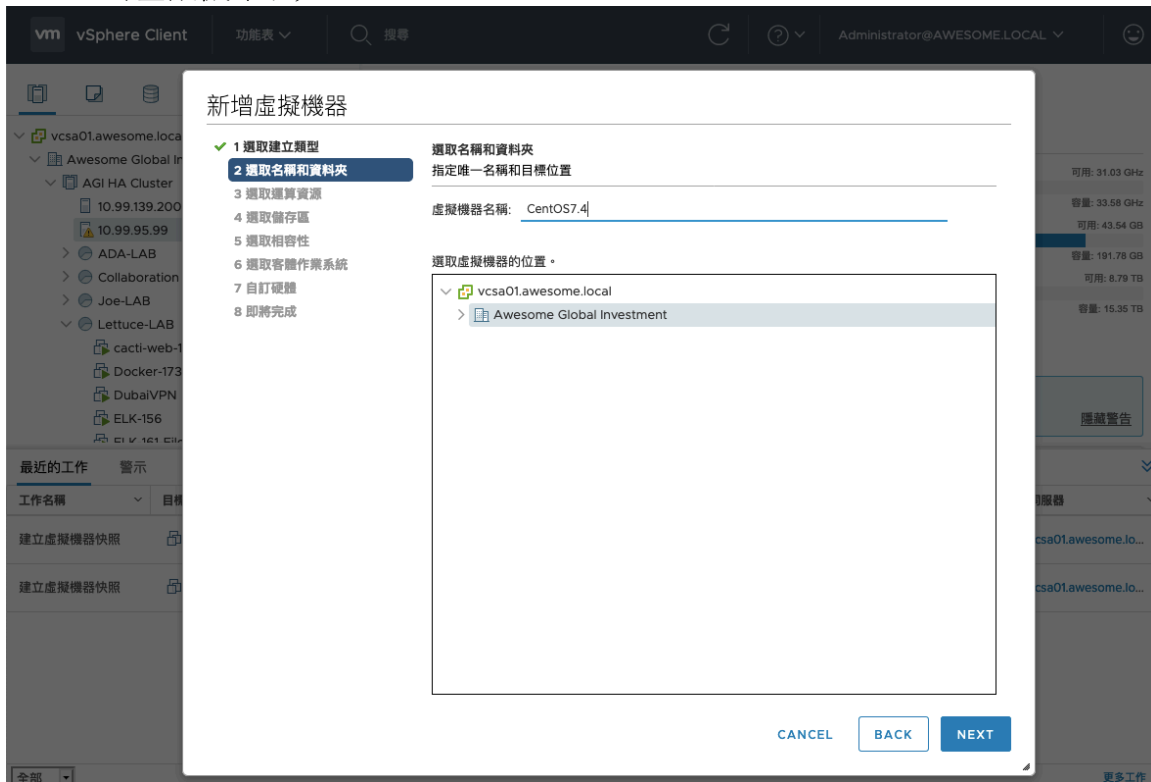 vm vSphere Client 功能表 搜尋 Administrator@AWESOME.LOCAL
vcsa01.awesome.loca
Awesome Global In
AGI HA Cluster
10.99.139.200
10.99.95.99
ADA-LAB
Collaboration
Joe-LAB
Lettuce-LAB
cacti-web-1
Docker-173
DubaiVPN
ELK-156
新增虛擬機器
1 選取建立類型
2 選取名稱和資料夾
3 選取運算資源
4 選取儲存區
5 選取相容性
6 選取客體作業系統
7 自訂硬體
8 即將完成
選取名稱和資料夾
指定唯一名稱和目標位置
虛擬機器名稱: CentOS7.4
選取虛擬機器的位置。
vcsa01.awesome.local
Awesome Global Investment
CANCEL BACK NEXT
可用: 31.03 GHz
容量: 33.58 GHz
可用: 43.54 GB
容量: 191.78 GB
可用: 8.79 TB
容量: 15.35 TB
隱藏警告
最近的工作 警示
工作名稱 目標 伺服器
建立虛擬機器快照 csa01.awesome.lo...
建立虛擬機器快照 csa01.awesome.lo...
全部 更多工作